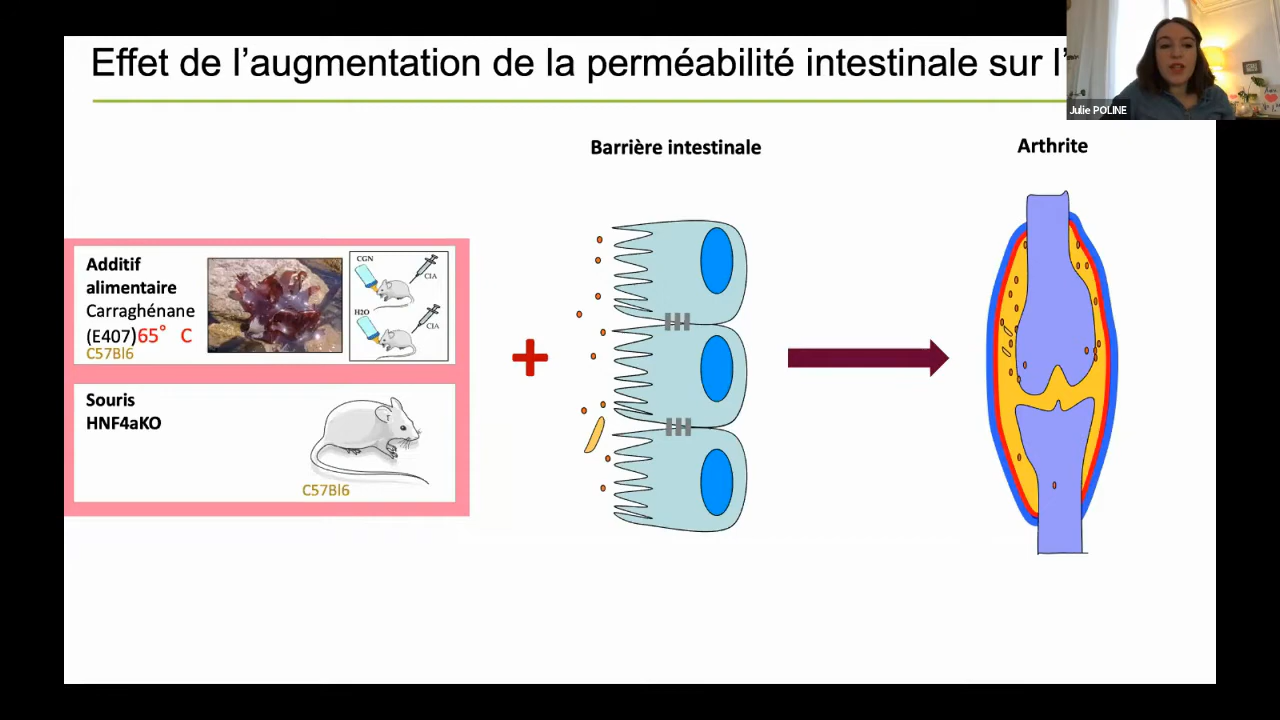 Effet de l'augmentation de la perméabilité intestinale sur l'
Julie POLINE
Barrière intestinale
Arthrite
Additif
alimentaire
Carraghénane
(E407)65° C
C57Bl6
CGN
CIA
H2O
CIA
Souris
HNF4aKO
C57Bl6